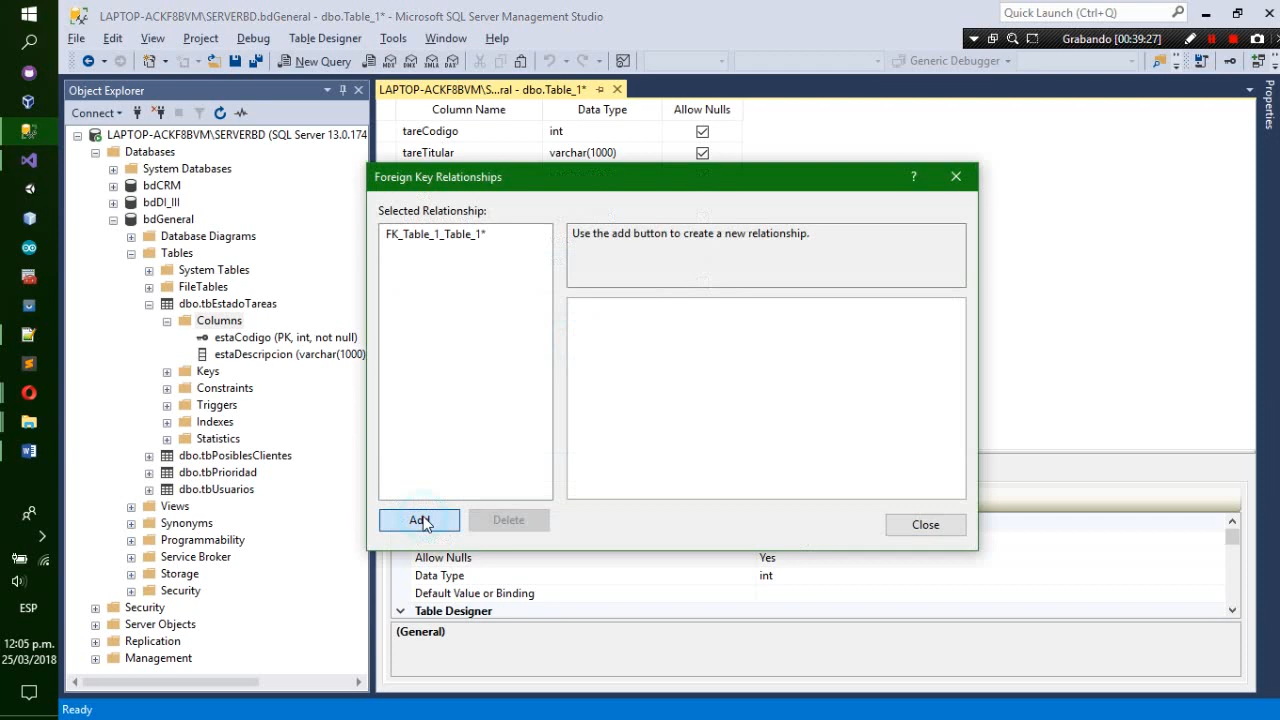 LAPTOP-ACKF8BVM\SERVERBD.bdGeneral - dbo.Table_1* - Microsoft SQL Server Management Studio
Quick Launch (Ctrl+Q)
File Edit View Project Debug Table Designer Tools Window Help
Grabando [00:39:27]
New Query
Generic Debugger
Object Explorer
Connect
LAPTOP-ACKF8BVM\SERVERBD (SQL Server 13.0.174
Databases
System Databases
bdCRM
bdDI_III
bdGeneral
Database Diagrams
Tables
System Tables
FileTables
dbo.tbEstadoTareas
Columns
estaCodigo (PK, int, not null)
estaDescripcion (varchar(1000)
Keys
Constraints
Triggers
Indexes
Statistics
dbo.tbPosiblesClientes
dbo.tbPrioridad
dbo.tbUsuarios
Views
Synonyms
Programmability
Service Broker
Storage
Security
Security
Server Objects
Replication
Management
LAPTOP-ACKF8BVM\S...ral - dbo.Table_1*
Column Name Data Type Allow Nulls
tareCodigo int
tareTitular varchar(1000)
Foreign Key Relationships
?
Selected Relationship:
FK_Table_1_Table_1*
Use the add button to create a new relationship.
Add Delete
Close
Allow Nulls Yes
Data Type int
Default Value or Binding
Table Designer
(General)
Properties
ESP
12:05 p.m.
25/03/2018
Ready